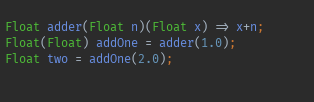 Float adder(Float n)(Float x) => x+n;
Float(Float) addOne = adder(1.0);
Float two = addOne(2.0);